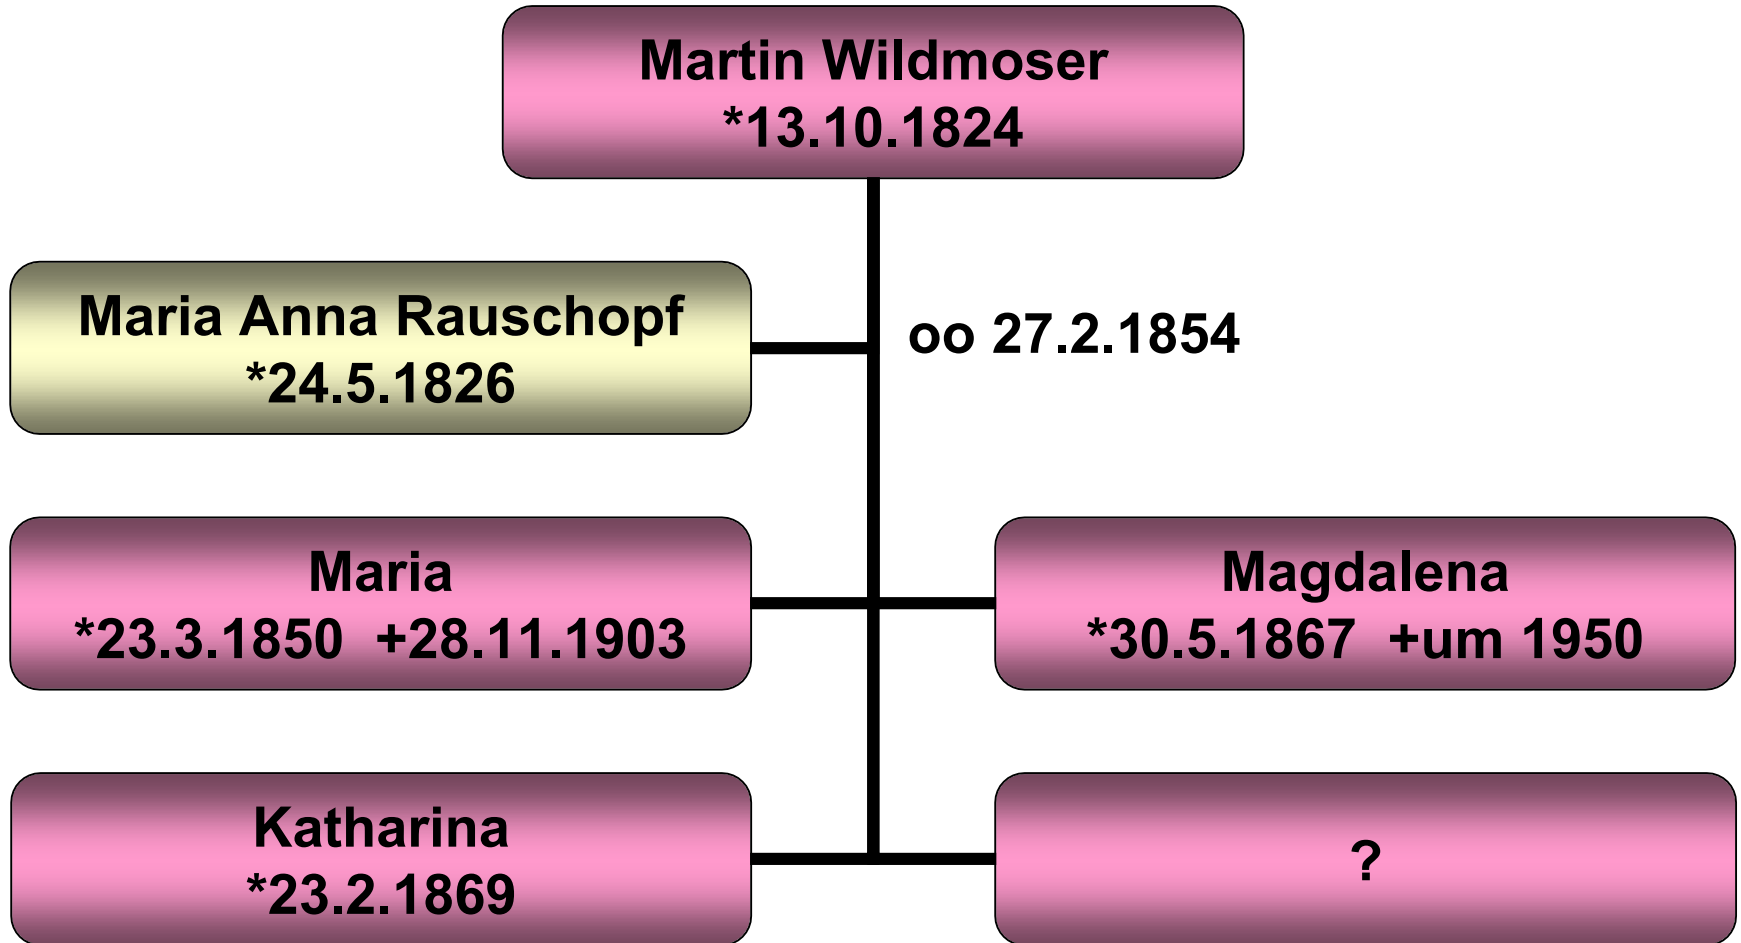 Martin Wildmoser
*13.10.1824
Maria Anna Rauschopf
*24.5.1826
oo 27.2.1854
Maria
*23.3.1850  +28.11.1903
Magdalena
*30.5.1867  +um 1950
Katharina
*23.2.1869
?